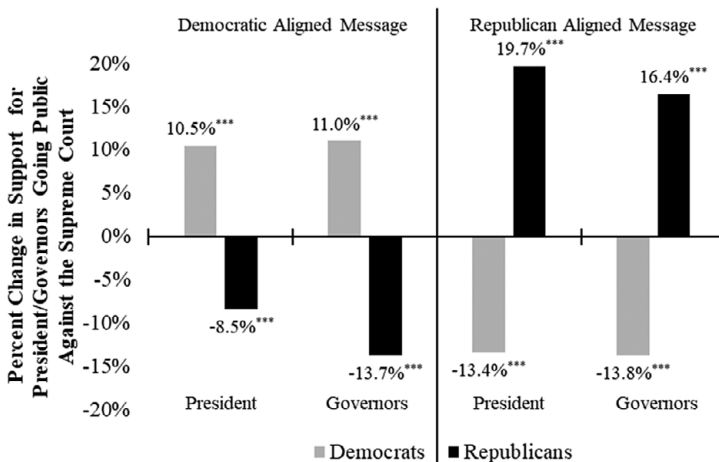 Democratic Aligned Message
Republican Aligned Message
Percent Change in Support for
President/Governors Going Public
Against the Supreme Court
20%
15%
10%
5%
0%
-5%
-10%
-15%
-20%
10.5%***
-8.5%***
11.0%***
-13.7%***
19.7%***
-13.4%***
16.4%***
-13.8%***
President
Governors
President
Governors
Democrats
Republicans